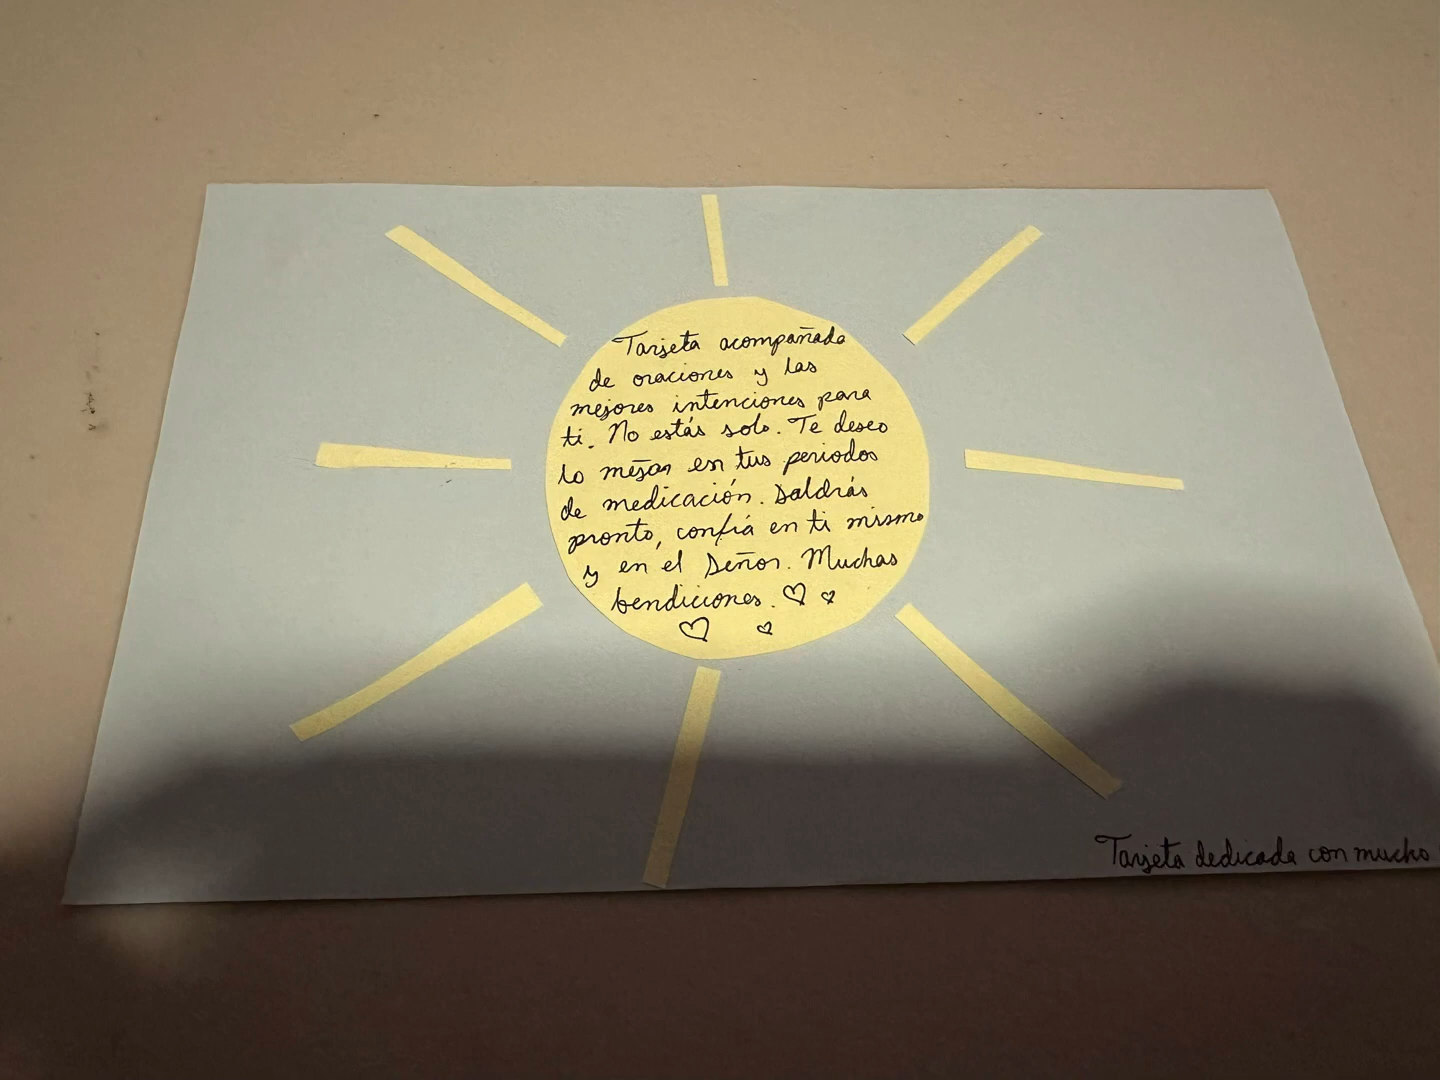 Tarjeta acompañada
de oraciones y las
mejores intenciones para
ti. No estás solo. Te deseo
lo mejor en tus periodos
de medicación. Saldrás
pronto, confía en ti mismo
y en el Señor. Muchas
bendiciones. ♡ ♡
♡ ♡
Tarjeta dedicada con mucho